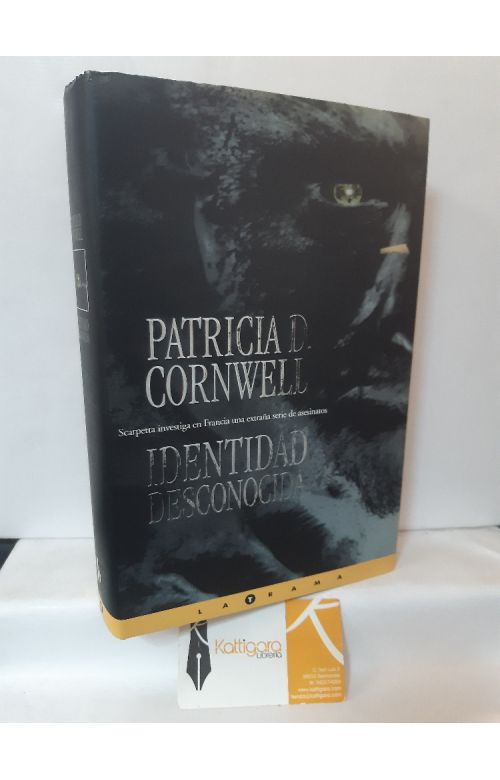 PATRICIA D.
CORNWELL
Scarpetta investiga en Francia una extraña serie de asesinatos
IDENTIDAD
DESCONOCIDA
LA TRAMA
Kattigara
Librería